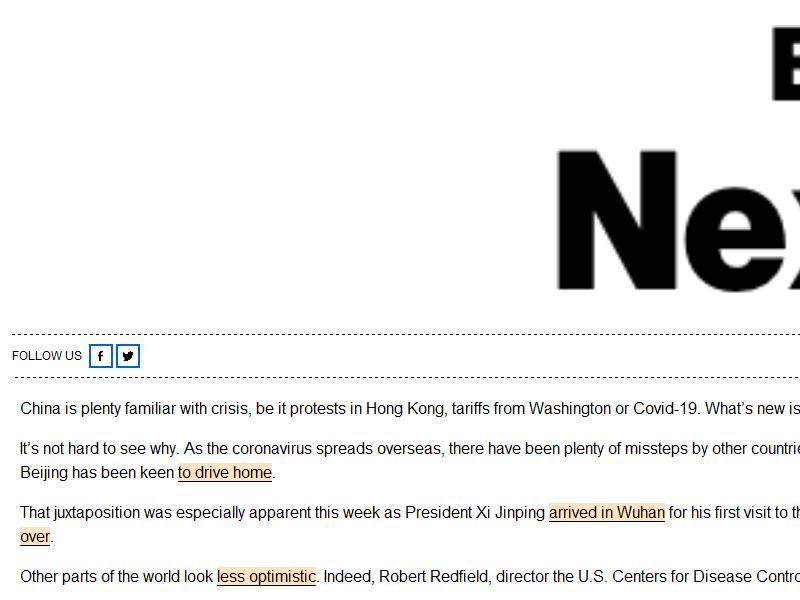 Ne
FOLLOW US
China is plenty familiar with crisis, be it protests in Hong Kong, tariffs from Washington or Covid-19. What's new is
It's not hard to see why. As the coronavirus spreads overseas, there have been plenty of missteps by other
Beijing has been keen to drive home.
That juxtaposition was especially apparent this week as President Xi Jinping arrived in Wuhan for his first visit to
over.
Other parts of the world look less optimistic. Indeed, Robert Redfield, director the U.S. Centers for Disease